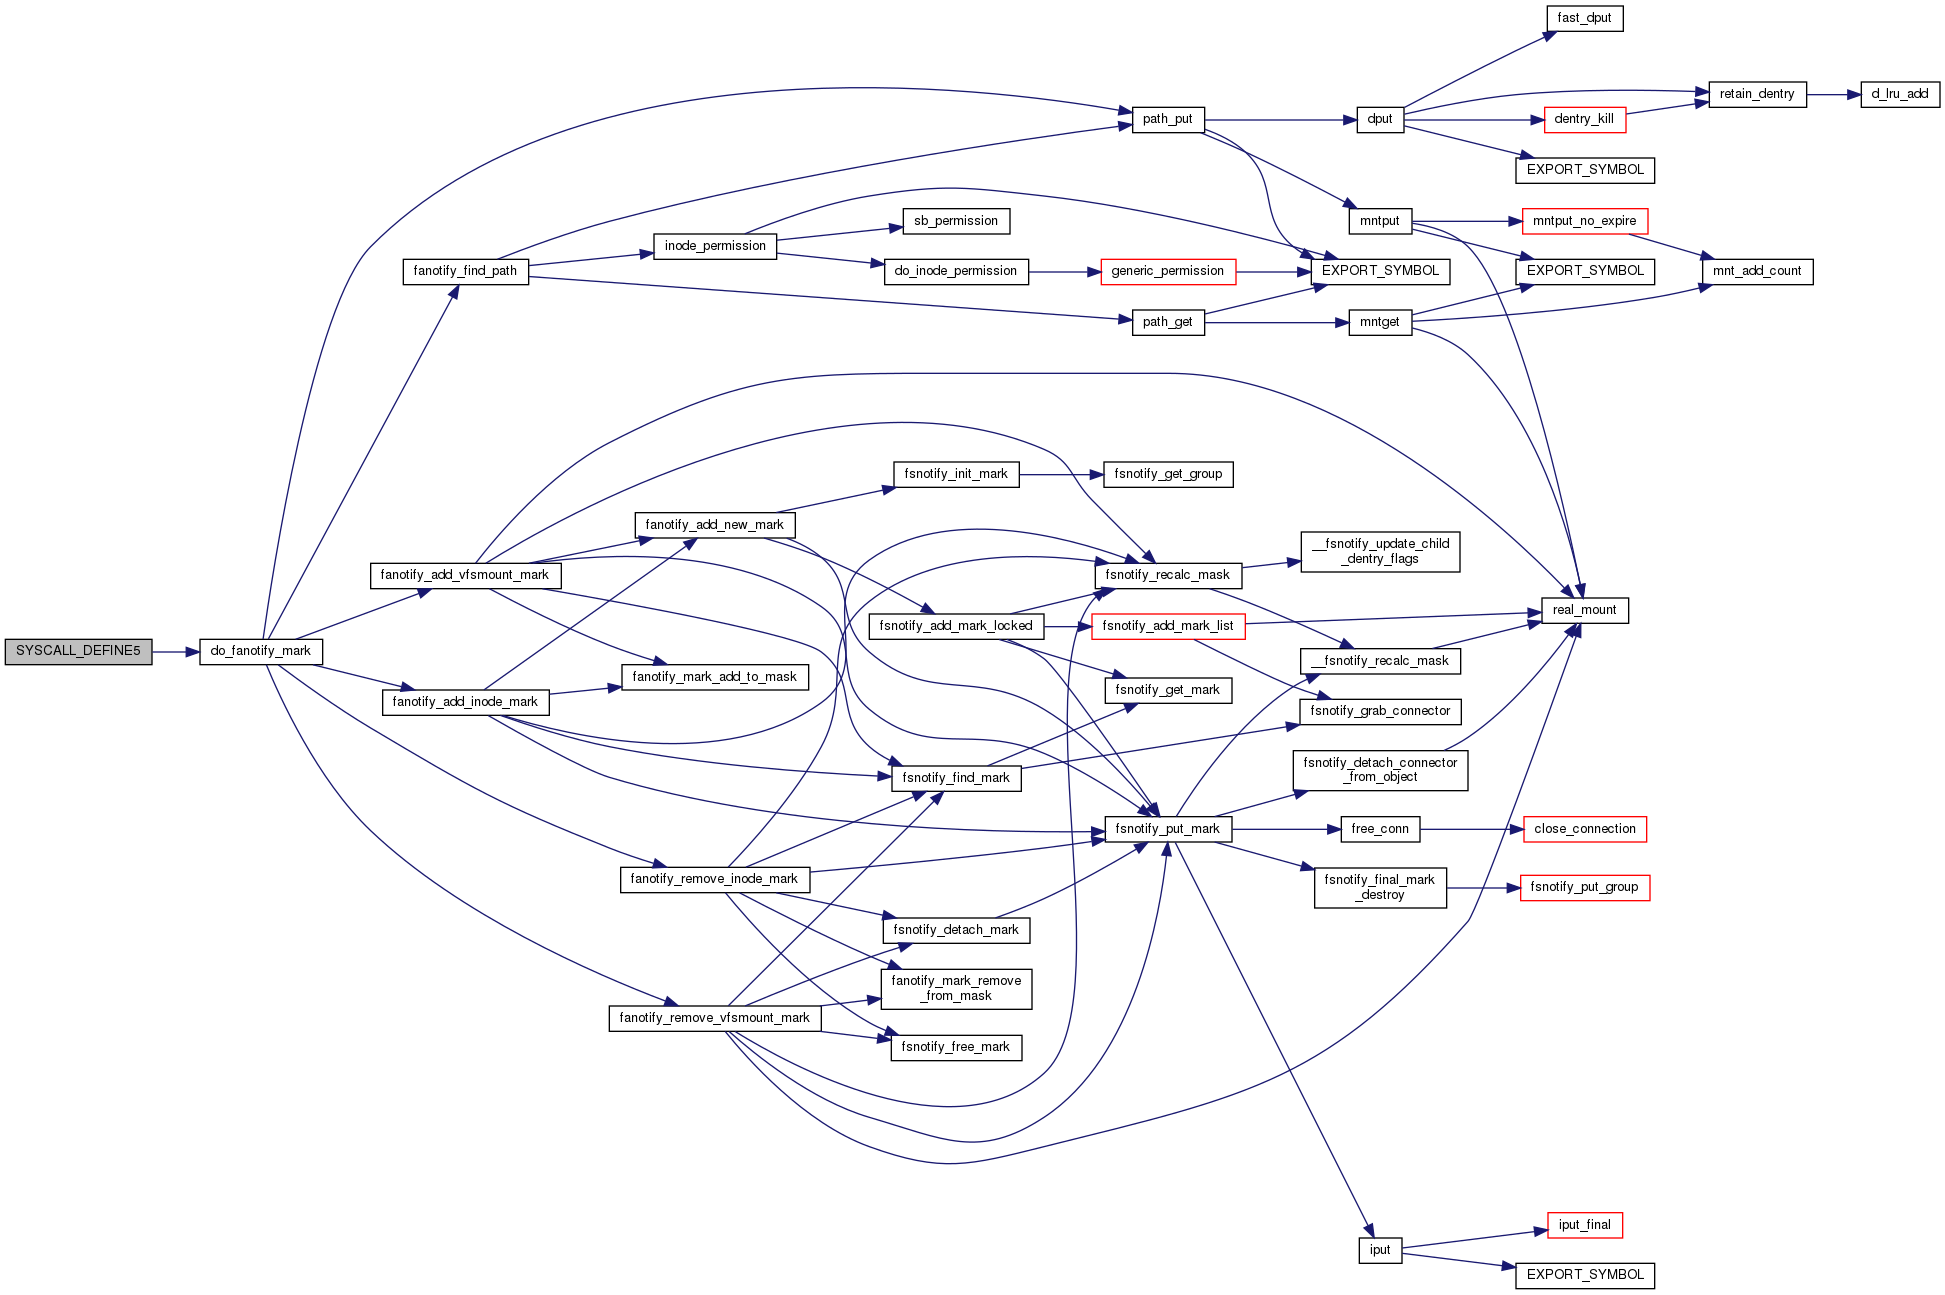 fast_dput
retain_dentry
d_lru_add
path_put
dput
dentry_kill
EXPORT_SYMBOL
sb_permission
mntput
mntput_no_expire
inode_permission
fanotify_find_path
do_inode_permission
generic_permission
EXPORT_SYMBOL
EXPORT_SYMBOL
mnt_add_count
path_get
mntget
fsnotify_init_mark
fsnotify_get_group
fanotify_add_new_mark
__fsnotify_update_child
_dentry_flags
fanotify_add_vfsmount_mark
fsnotify_recalc_mask
real_mount
fsnotify_add_mark_locked
fsnotify_add_mark_list
SYSCALL_DEFINE5
do_fanotify_mark
__fsnotify_recalc_mask
fanotify_mark_add_to_mask
fsnotify_get_mark
fanotify_add_inode_mark
fsnotify_grab_connector
fsnotify_detach_connector
_from_object
fsnotify_find_mark
fsnotify_put_mark
free_conn
close_connection
fanotify_remove_inode_mark
fsnotify_final_mark
_destroy
fsnotify_put_group
fsnotify_detach_mark
fanotify_mark_remove
_from_mask
fanotify_remove_vfsmount_mark
fsnotify_free_mark
iput_final
iput
EXPORT_SYMBOL